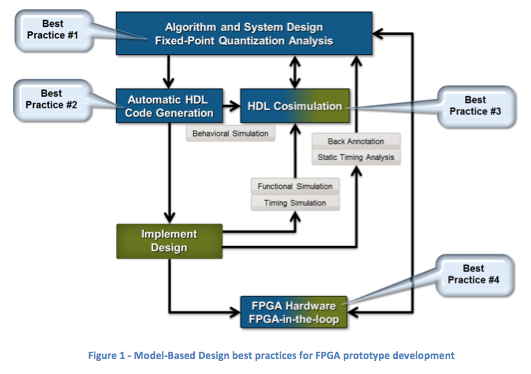 Best
Practice #1
Algorithm and System Design
Fixed-Point Quantization Analysis
Best
Practice #2
Automatic HDL
Code Generation
HDL Cosimulation
Best
Practice #3
Behavioral Simulation
Back Annotation
Static Timing Analysis
Functional Simulation
Timing Simulation
Implement
Design
Best
Practice #4
FPGA Hardware
FPGA-in-the-loop
Figure 1 - Model-Based Design best practices for FPGA prototype development